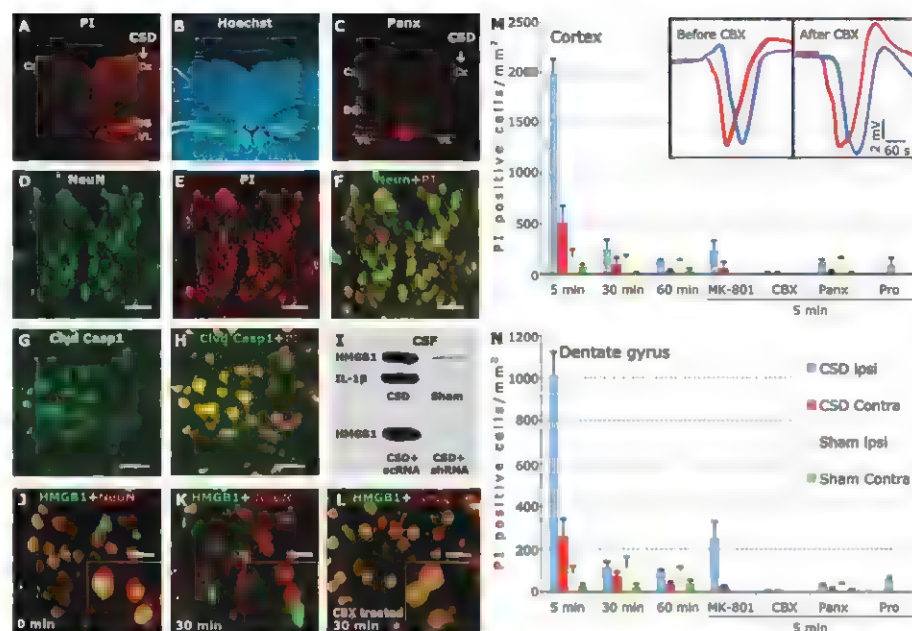 A PI
CSD
B Hoechst
C Panx
CSD
Cx
D NeuN
E PI
F Neun+PI
G Clvd Casp1
H Clvd Casp1+
I CSF
HMGB1
IL-1β
CSD Sham
HMGB1
CSD+ scRNA
CSD+ shRNA
J HMGB1+NeuN
0 min
K HMGB1+
30 min
L HMGB1+
CBX treated
30 min
M
Cortex
PI positive cells/mm²
2500
2000
1500
1000
500
0
Before CBX
After CBX
2 mV
60 s
5 min 30 min 60 min MK-801 CBX Panx Pro
5 min
N
Dentate gyrus
PI positive cells/mm²
1200
1000
800
600
400
200
0
CSD Ipsi
CSD Contra
Sham Ipsi
Sham Contra
5 min 30 min 60 min MK-801 CBX Panx Pro
5 min